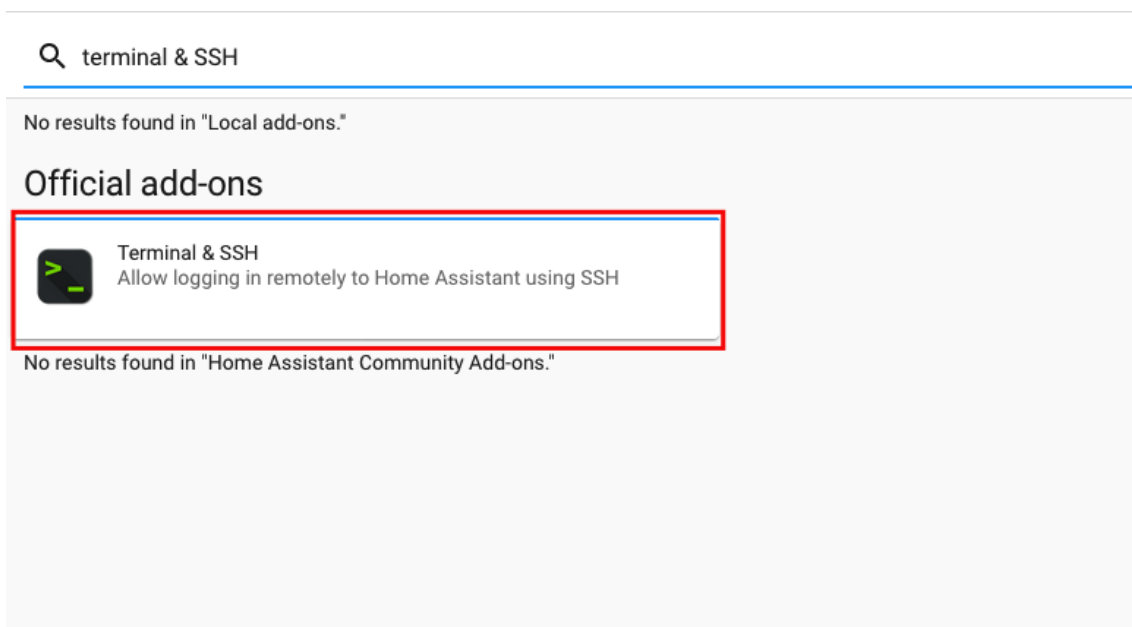 terminal & SSH
No results found in "Local add-ons."
Official add-ons
Terminal & SSH
Allow logging in remotely to Home Assistant using SSH
No results found in "Home Assistant Community Add-ons."